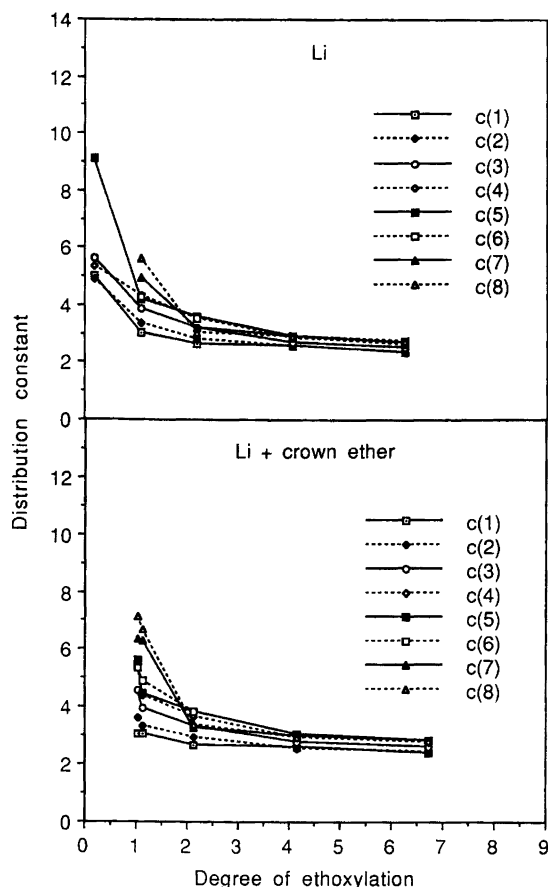 14
12
10
8
6
4
2
0
Li
c(1)
c(2)
c(3)
c(4)
c(5)
c(6)
c(7)
c(8)
Distribution constant
12
10
8
6
4
2
0
Li + crown ether
c(1)
c(2)
c(3)
c(4)
c(5)
c(6)
c(7)
c(8)
0 1 2 3 4 5 6 7 8 9
Degree of ethoxylation